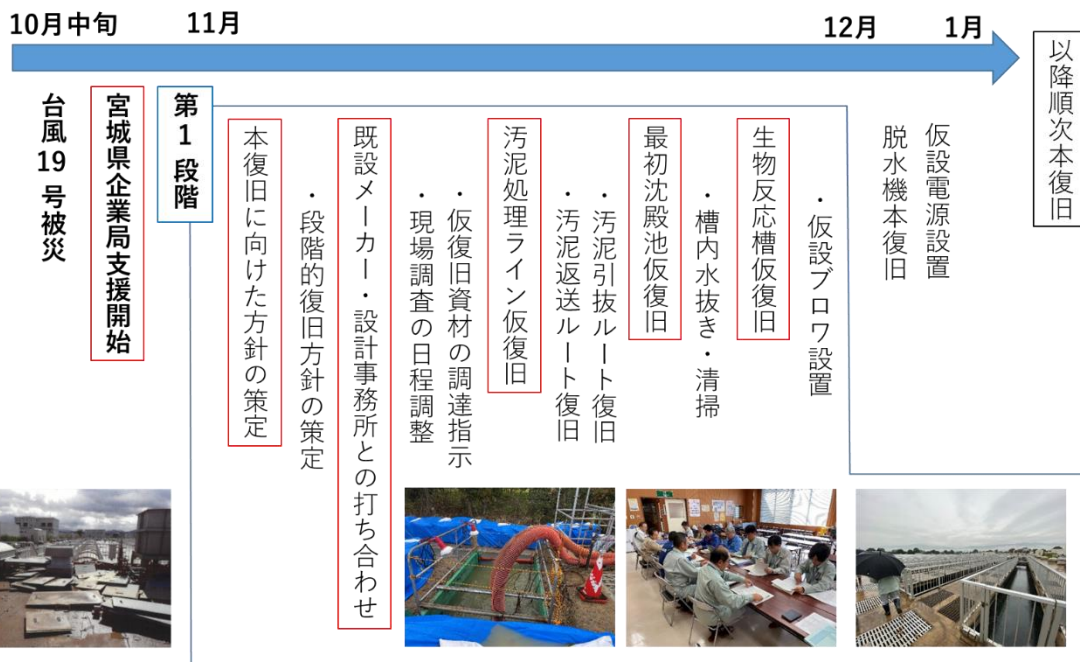 10月中旬
11月
12月
1月
台風19号被災
宮城県企業局支援開始
第1段階
本復旧に向けた方針の策定
・段階的復旧方針の策定
既設メーカー・設計事務所との打ち合わせ
・現場調査の日程調整
・仮復旧資材の調達指示
汚泥処理ライン仮復旧
・汚泥返送ルート復旧
・汚泥引抜ルート復旧
最初沈殿池仮復旧
・槽内水抜き・清掃
生物反応槽仮復旧
・仮設ブロワ設置
脱水機本復旧
仮設電源設置
以降順次本復旧